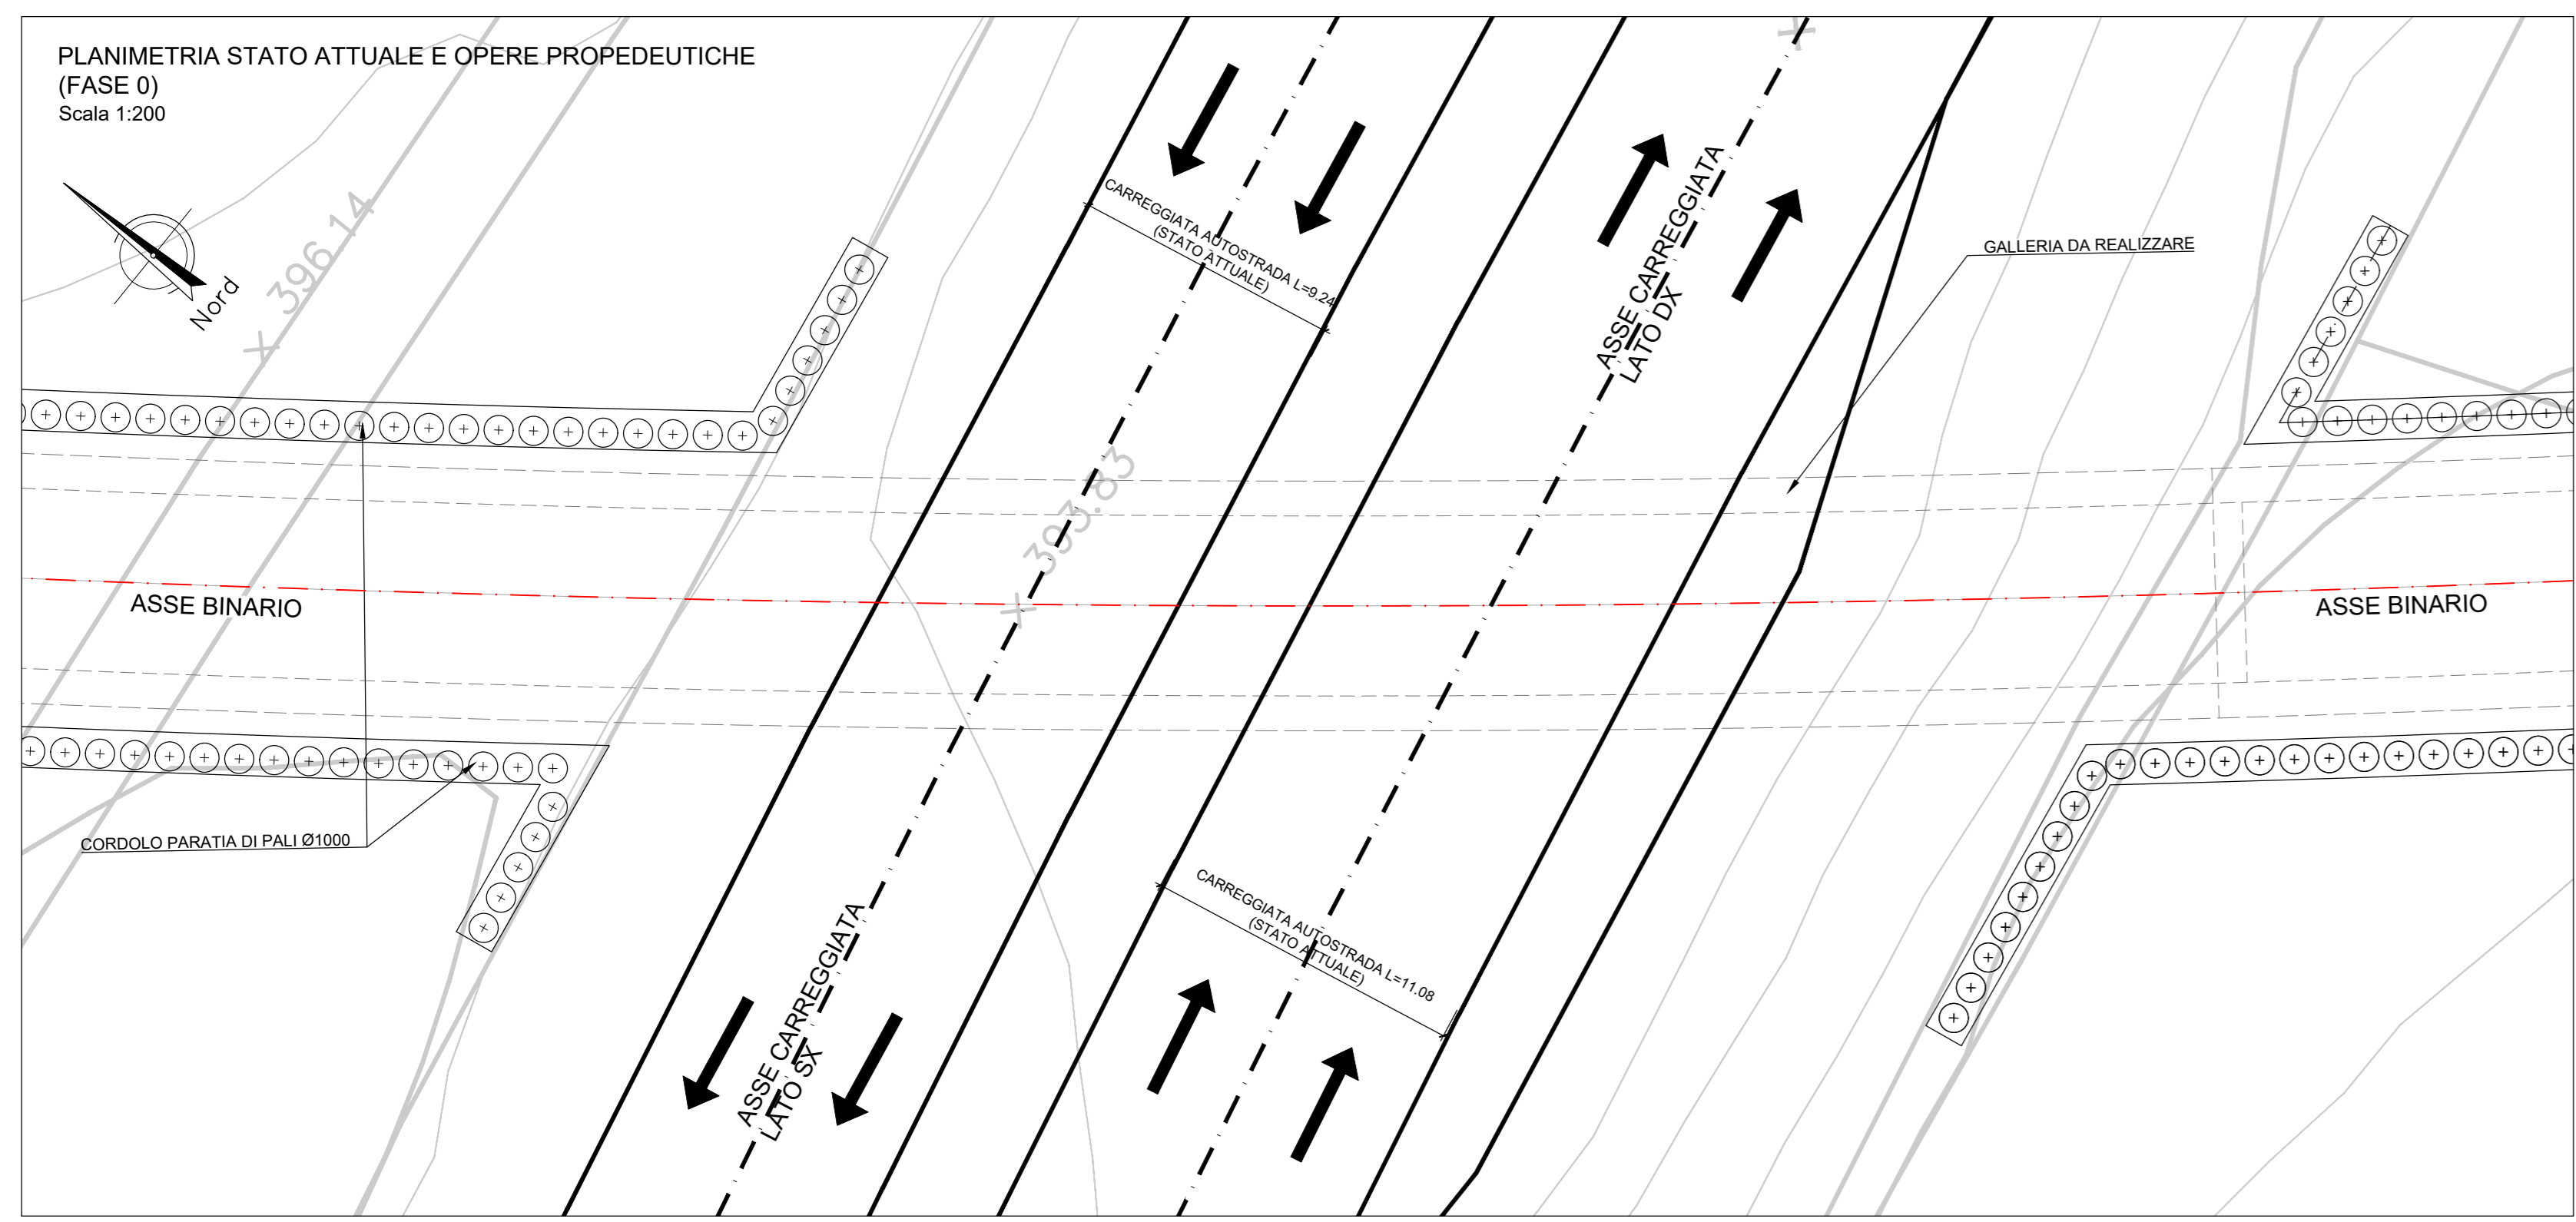 PLANIMETRIA STATO ATTUALE E OPERE PROPEDEUTICHE
(FASE 0)
Scala 1:200
Nord
X 396.14
CARREGGIATA AUTOSTRADA L=9.24
(STATO ATTUALE)
ASSE CARREGGIATA
LATO DX
X
GALLERIA DA REALIZZARE
X 393.83
ASSE BINARIO
ASSE BINARIO
CORDOLO PARATIA DI PALI Ø1000
CARREGGIATA AUTOSTRADA L=11.08
(STATO ATTUALE)
ASSE CARREGGIATA
LATO SX